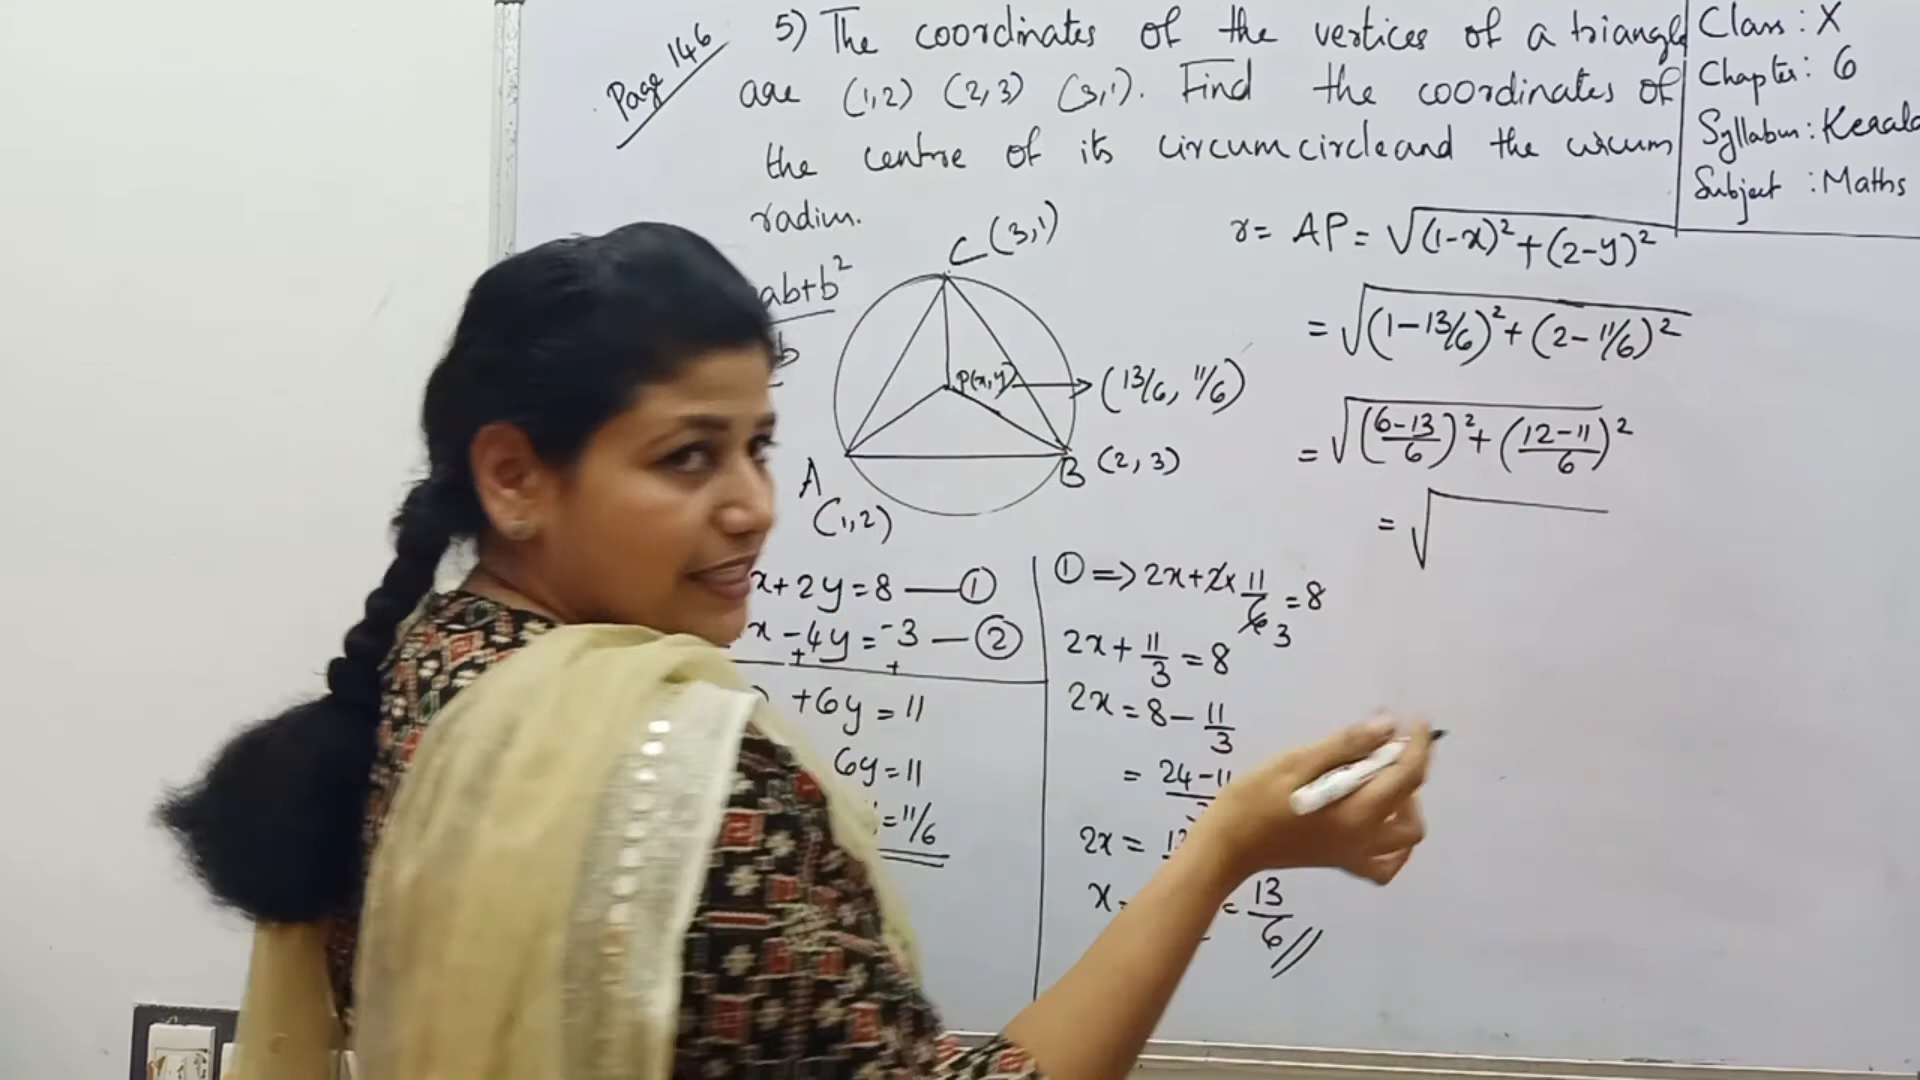 Page 146
5) The coordinates of the vertices of a triangle
are (1,2) (2,3) (3,1). Find the coordinates of
the centre of its circumcircle and the circum
radius.
Class : X
Chapter : 6
Syllabus : Kerala
Subject : Maths
ab+b²
b
C (3,1)
P(x,y) → (13/6, 11/6)
A
(1,2)
B (2,3)
r = AP = √(1-x)²+(2-y)²
= √(1-13/6)²+(2-11/6)²
= √((6-13)/6)²+((12-11)/6)²
= √
x+2y=8 — ①
x-4y=-3 — ②
+ +
+6y=11
6y=11
=11/6
① => 2x+2x 11/6 =8
3
2x+ 11/3 =8
2x=8- 11/3
= 24-11
2x=
x
= 13/6 //